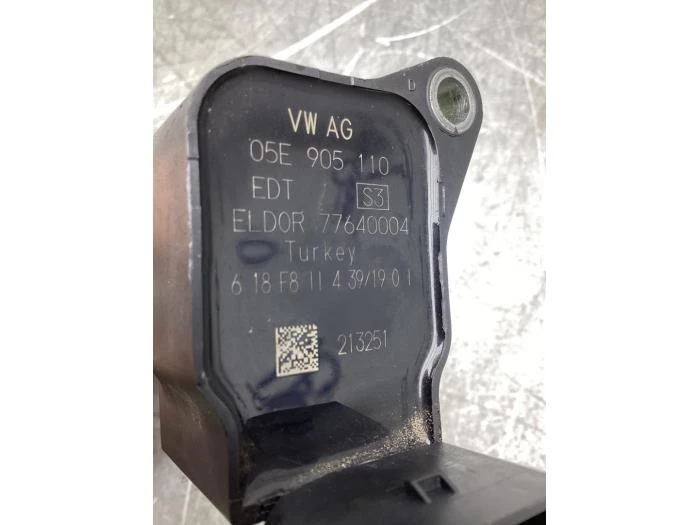 D
VW AG
05E 905 110
EDT S3
ELDOR 77640004
Turkey
6 18 F8 11 4 39/19 0 1
213251